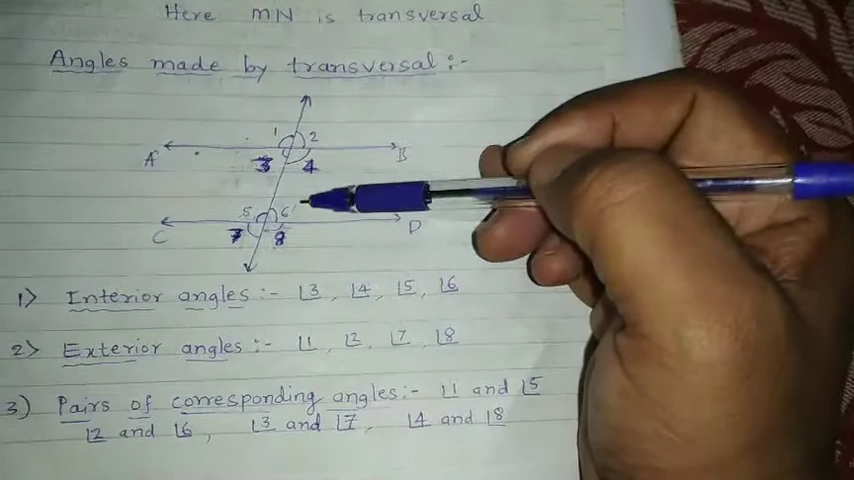 Here MN is transversal
Angles made by transversal :-
1 2
A B
3 4
5 6
C D
7 8
1> Interior angles :- ∠3, ∠4, ∠5, ∠6
2> Exterior angles :- ∠1, ∠2, ∠7, ∠8
3) Pairs of corresponding angles:- ∠1 and ∠5
∠2 and ∠6, ∠3 and ∠7, ∠4 and ∠8